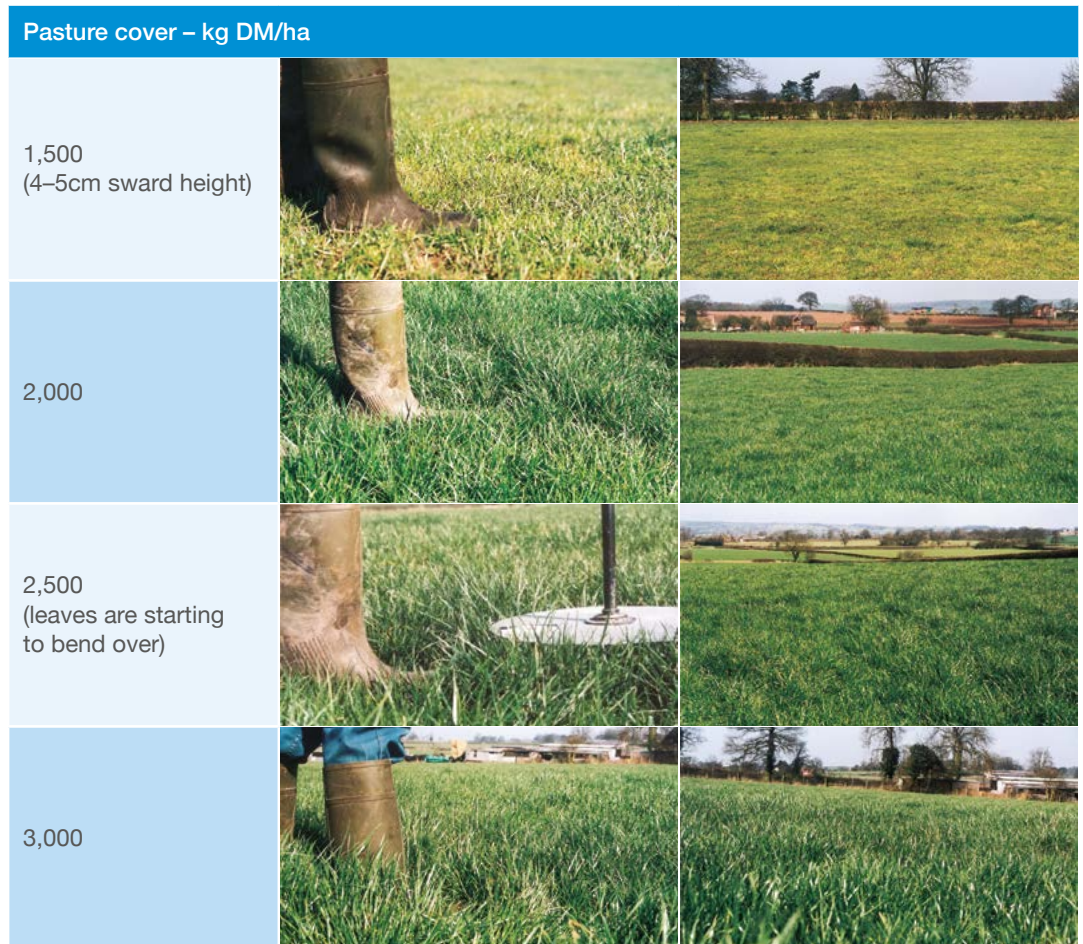 Pasture cover – kg DM/ha
1,500
(4–5cm sward height)
2,000
2,500
(leaves are starting
to bend over)
3,000